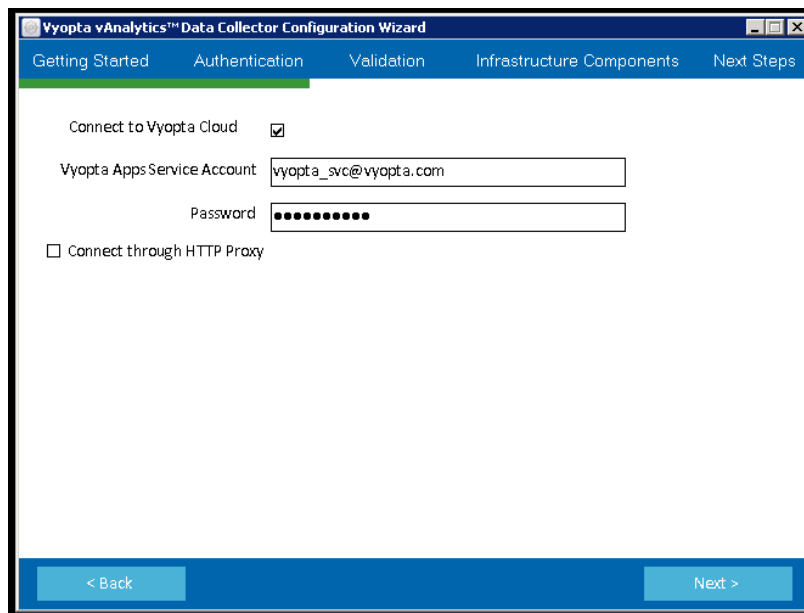 Vyopta vAnalytics™ Data Collector Configuration Wizard
Getting Started Authentication Validation Infrastructure Components Next Steps
Connect to Vyopta Cloud
Vyopta Apps Service Account vyopta_svc@vyopta.com
Password ●●●●●●●●●●
Connect through HTTP Proxy
< Back Next >